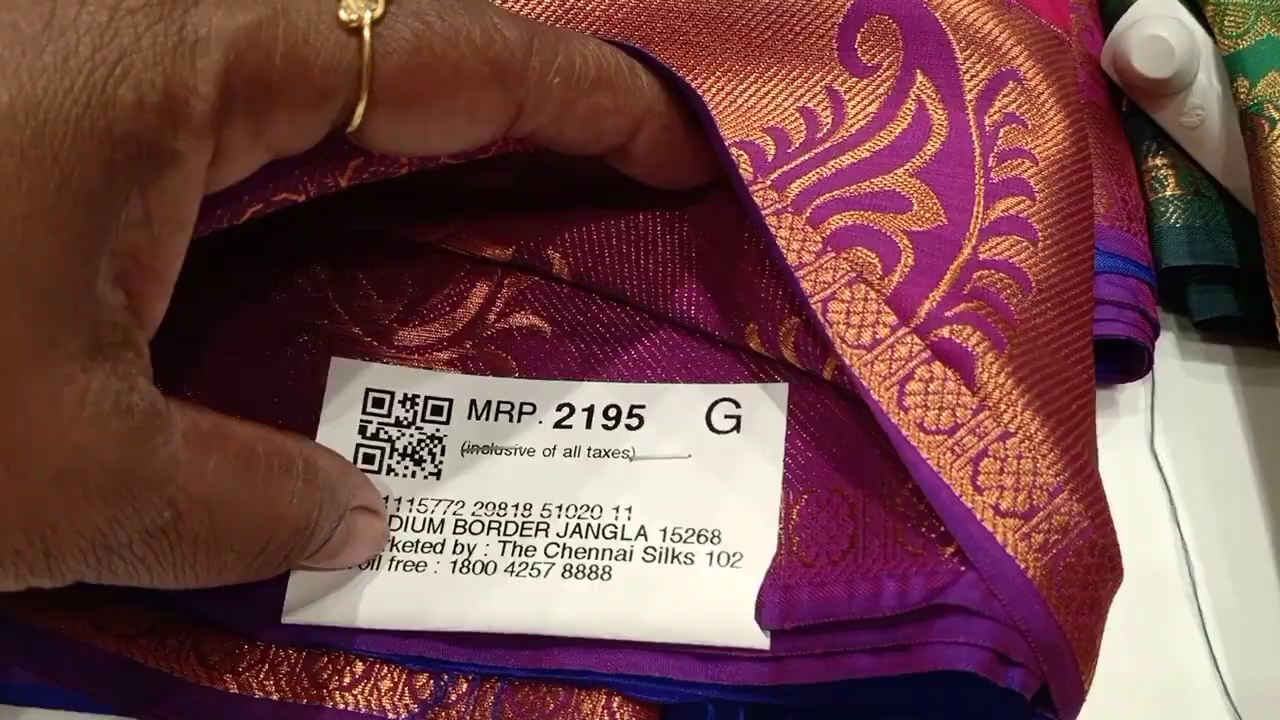 MRP. 2195 G
(inclusive of all taxes)
1115772 29818 51020 11
DIUM BORDER JANGLA 15268
rketed by : The Chennai Silks 102
oll free : 1800 4257 8888